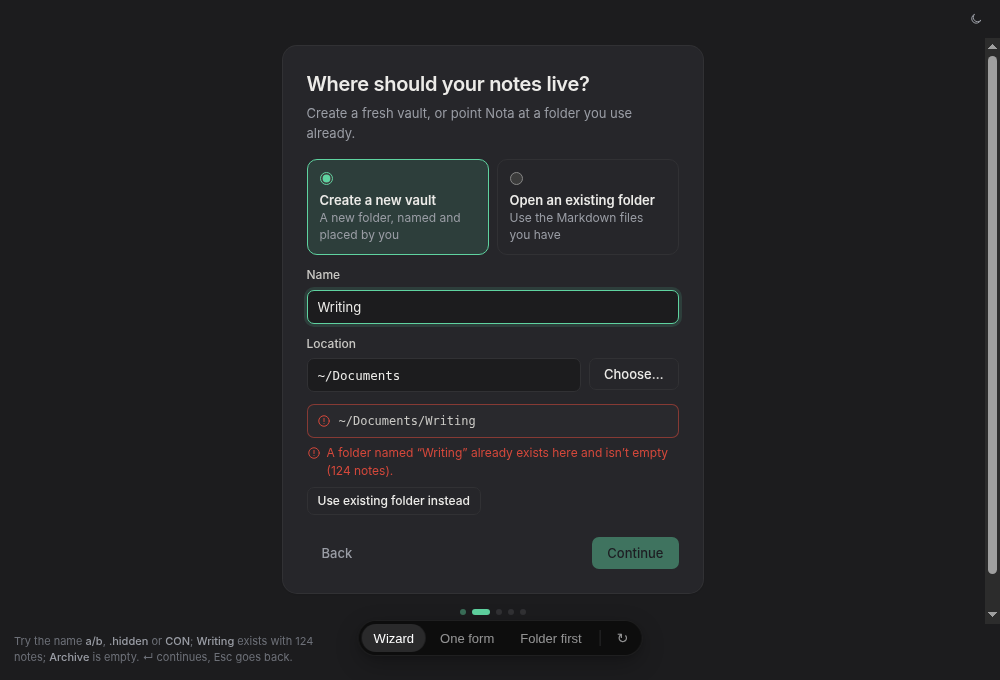 Where should your notes live?
Create a fresh vault, or point Nota at a folder you use
already.
Create a new vault
A new folder, named and
placed by you
Open an existing folder
Use the Markdown files
you have
Name
Writing
Location
~/Documents
Choose...
~/Documents/Writing
A folder named “Writing” already exists here and isn't empty
(124 notes).
Use existing folder instead
Back
Continue
Try the name a/b, .hidden or CON; Writing exists with 124
notes; Archive is empty. ↵ continues, Esc goes back.
Wizard
One form
Folder first
↻